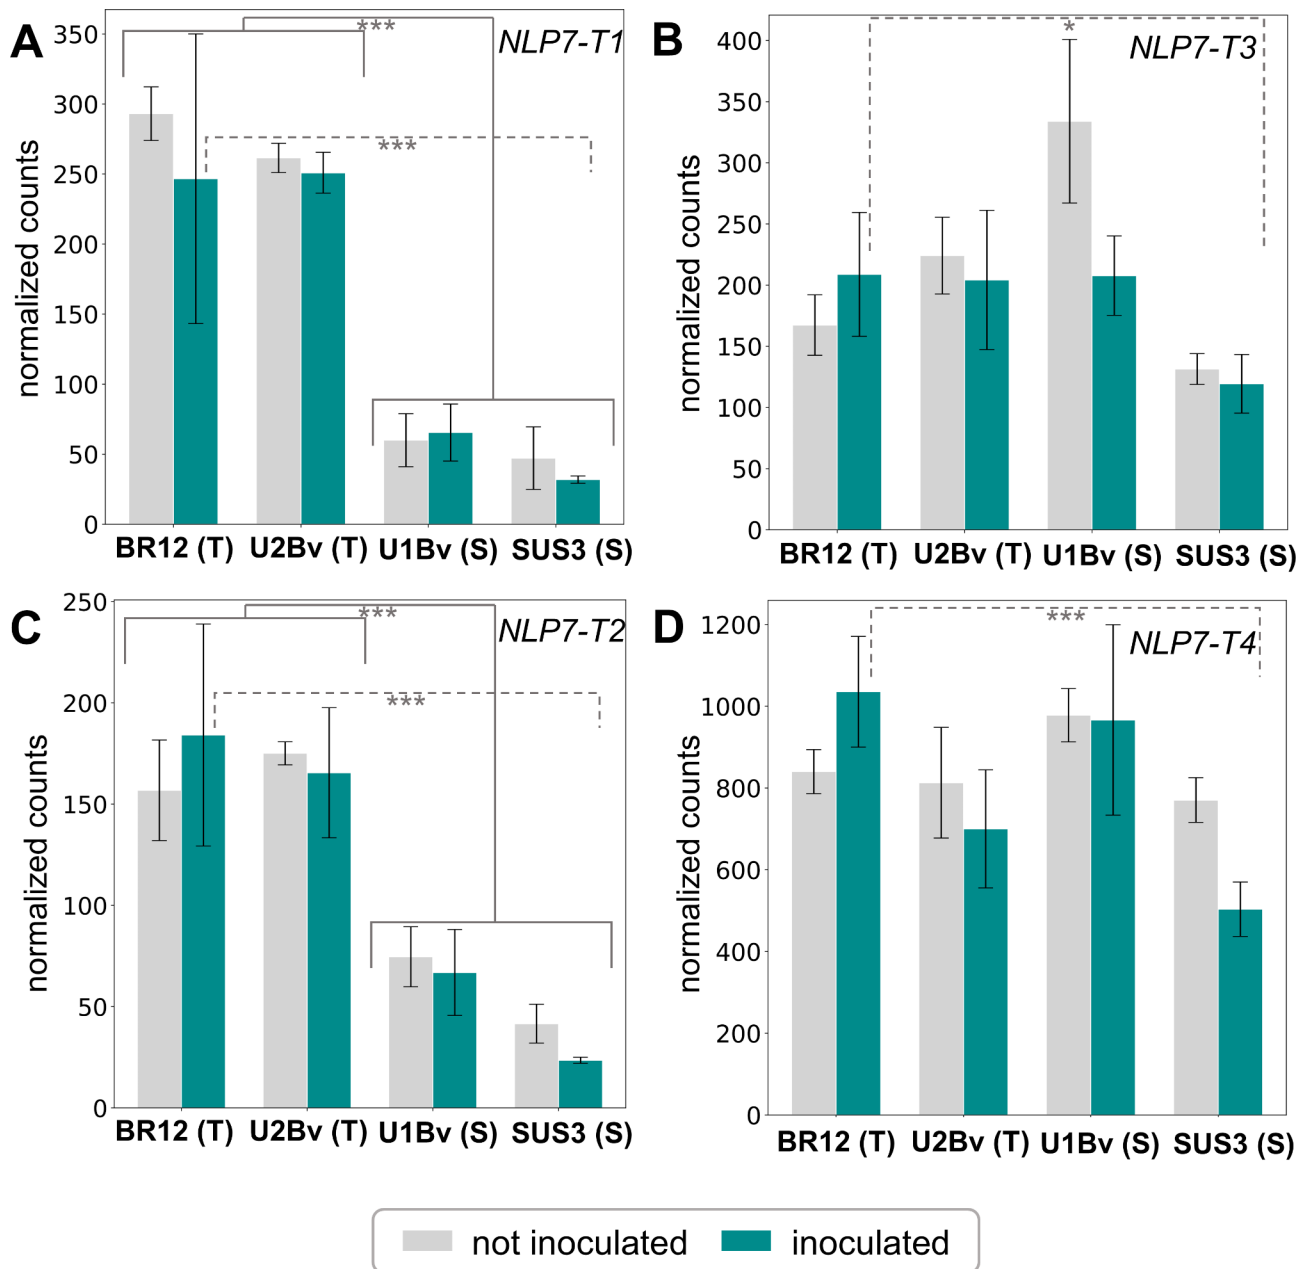 A
NLP7-T1
***
***
normalized counts
350
300
250
200
150
100
50
0
BR12 (T) U2Bv (T) U1Bv (S) SUS3 (S)
B
NLP7-T3
*
normalized counts
400
350
300
250
200
150
100
50
0
BR12 (T) U2Bv (T) U1Bv (S) SUS3 (S)
C
NLP7-T2
***
***
normalized counts
250
200
150
100
50
0
BR12 (T) U2Bv (T) U1Bv (S) SUS3 (S)
D
NLP7-T4
***
normalized counts
1200
1000
800
600
400
200
0
BR12 (T) U2Bv (T) U1Bv (S) SUS3 (S)
not inoculated inoculated